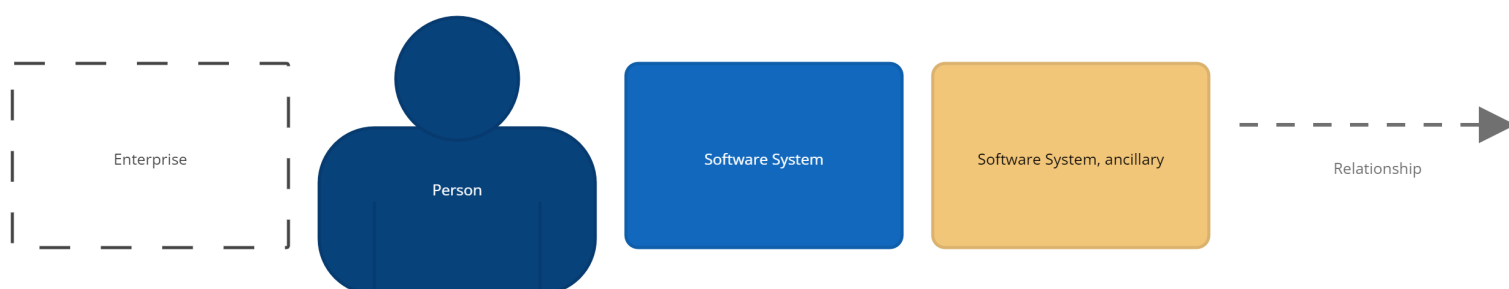 Enterprise
Person
Software System
Software System, ancillary
Relationship